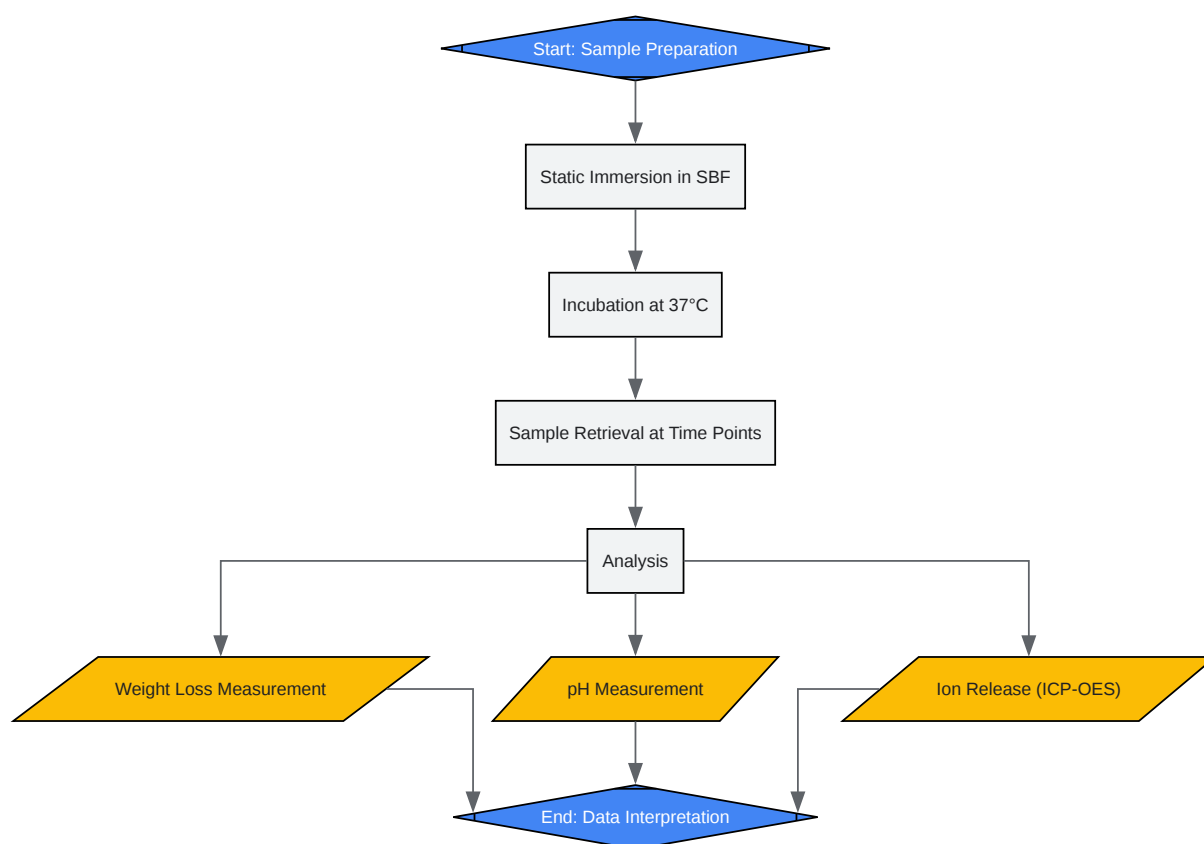 Start: Sample Preparation
Static Immersion in SBF
Incubation at 37°C
Sample Retrieval at Time Points
Analysis
Weight Loss Measurement
pH Measurement
Ion Release (ICP-OES)
End: Data Interpretation